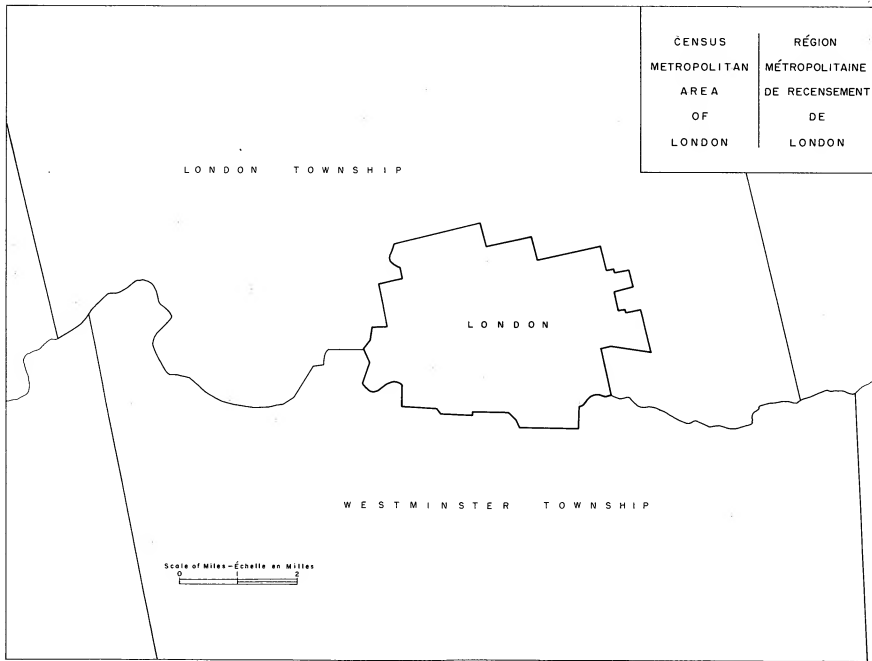 CENSUS
METROPOLITAN
AREA
OF
LONDON
RÉGION
MÉTROPOLITAINE
DE RECENSEMENT
DE
LONDON
LONDON TOWNSHIP
LONDON
WESTMINSTER TOWNSHIP
Scale of Miles–Échelle en Milles
0 1 2